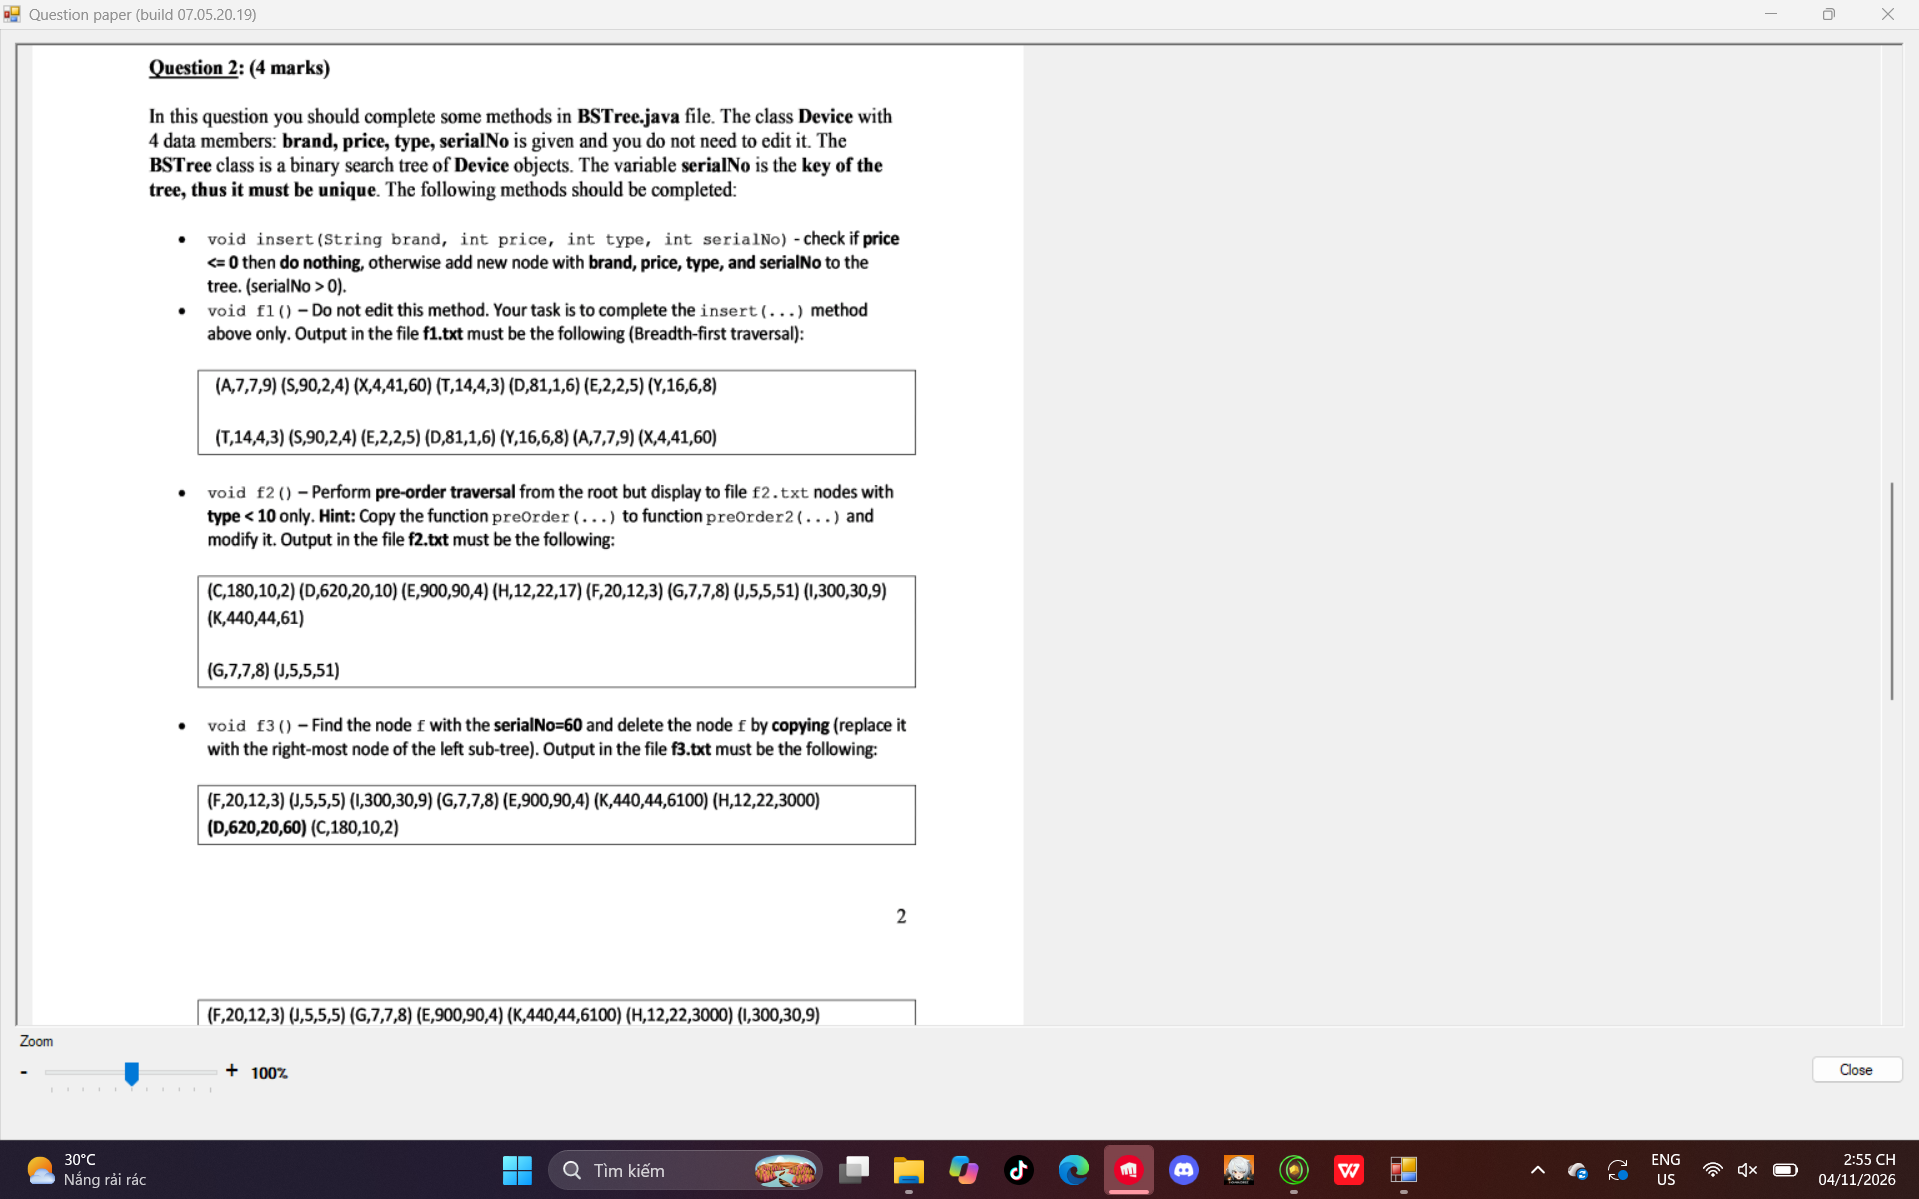 Question paper (build 07.05.20.19)
Question 2: (4 marks)
In this question you should complete some methods in BSTree.java file. The class Device with
4 data members: brand, price, type, serialNo is given and you do not need to edit it. The
BSTree class is a binary search tree of Device objects. The variable serialNo is the key of the
tree, thus it must be unique. The following methods should be completed:
• void insert(String brand, int price, int type, int serialNo) - check if price
<= 0 then do nothing, otherwise add new node with brand, price, type, and serialNo to the
tree. (serialNo > 0).
• void f1() – Do not edit this method. Your task is to complete the insert(...) method
above only. Output in the file f1.txt must be the following (Breadth-first traversal):
(A,7,7,9) (S,90,2,4) (X,4,41,60) (T,14,4,3) (D,81,1,6) (E,2,2,5) (Y,16,6,8)
(T,14,4,3) (S,90,2,4) (E,2,2,5) (D,81,1,6) (Y,16,6,8) (A,7,7,9) (X,4,41,60)
• void f2() – Perform pre-order traversal from the root but display to file f2.txt nodes with
type < 10 only. Hint: Copy the function preOrder(...) to function preOrder2(...) and
modify it. Output in the file f2.txt must be the following:
(C,180,10,2) (D,620,20,10) (E,900,90,4) (H,12,22,17) (F,20,12,3) (G,7,7,8) (J,5,5,51) (I,300,30,9)
(K,440,44,61)
(G,7,7,8) (J,5,5,51)
• void f3() – Find the node f with the serialNo=60 and delete the node f by copying (replace it
with the right-most node of the left sub-tree). Output in the file f3.txt must be the following:
(F,20,12,3) (J,5,5,5) (I,300,30,9) (G,7,7,8) (E,900,90,4) (K,440,44,6100) (H,12,22,3000)
(D,620,20,60) (C,180,10,2)
2
(F,20,12,3) (J,5,5,5) (G,7,7,8) (E,900,90,4) (K,440,44,6100) (H,12,22,3000) (I,300,30,9)
Zoom
- + 100%
Close
30°C
Nắng rải rác
Tìm kiếm
ENG
US
2:55 CH
04/11/2026